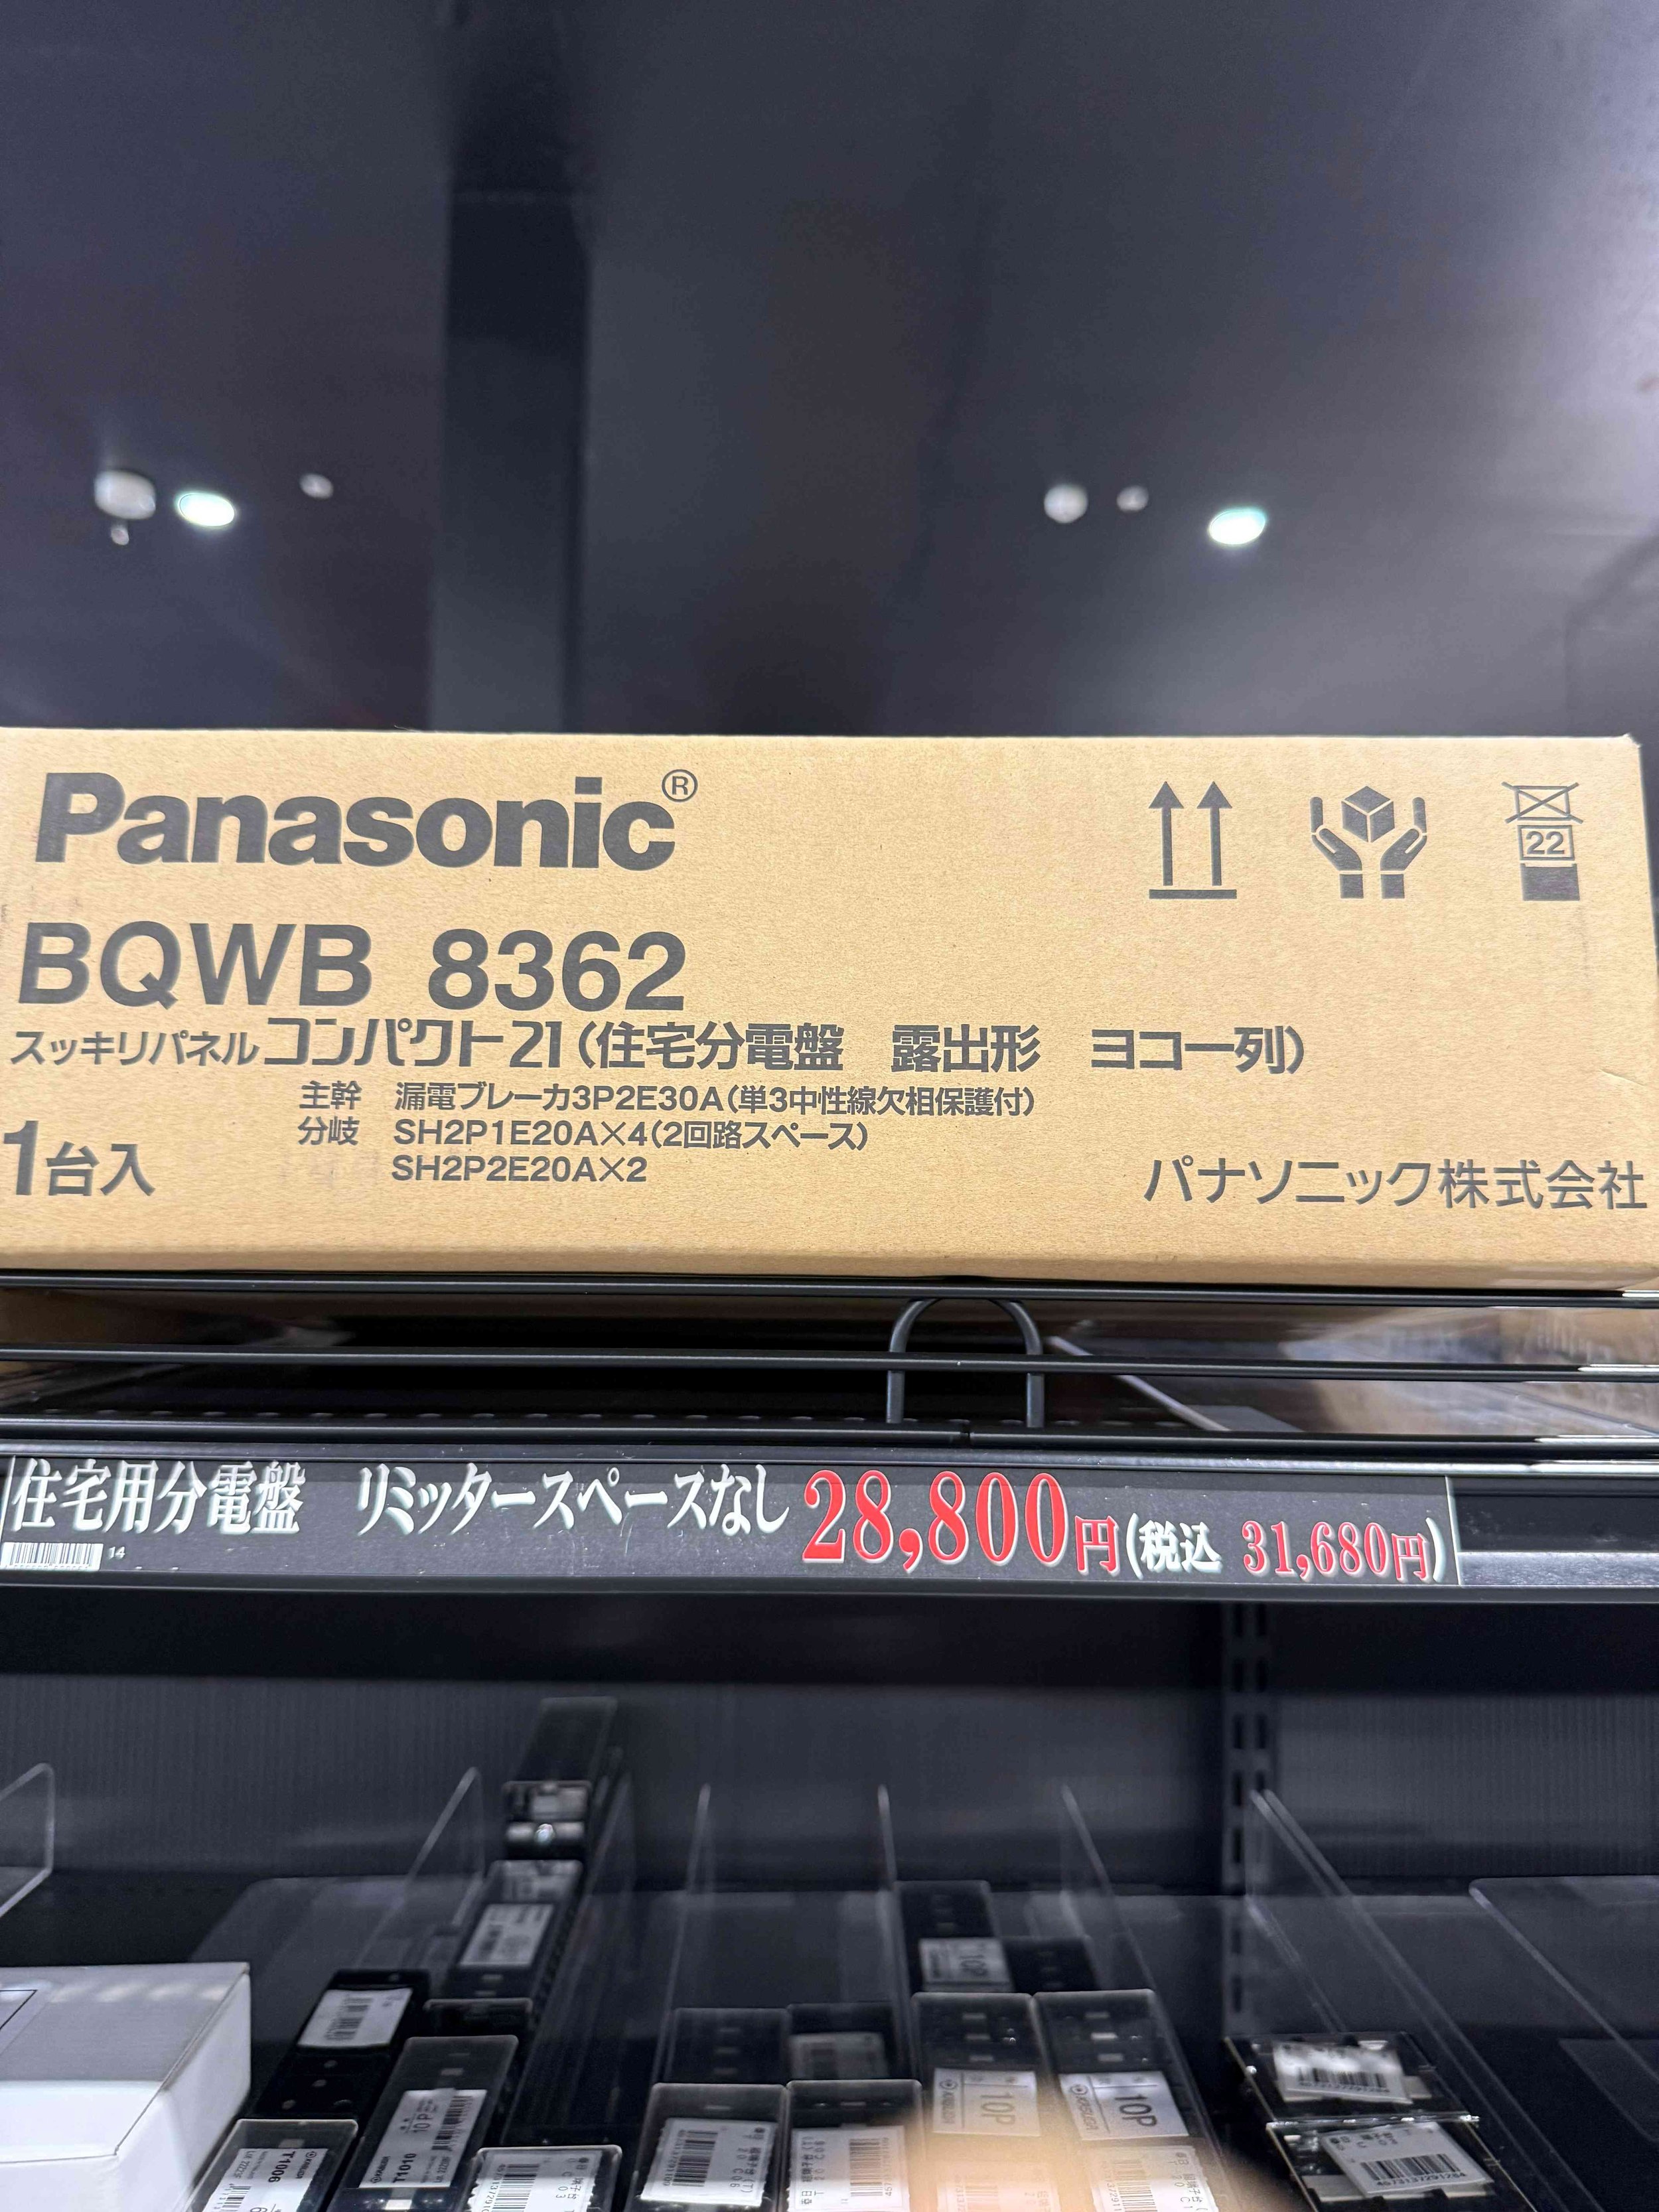 Panasonic®
22
BQWB 8362
スッキリパネルコンパクト21(住宅分電盤 露出形 ヨコ一列)
主幹 漏電ブレーカ3P2E30A(単3中性線欠相保護付)
分岐 SH2P1E20A×4(2回路スペース)
SH2P2E20A×2
1台入
パナソニック株式会社
住宅用分電盤 リミッタースペースなし 28,800円(税込 31,680円)
14
10P
10P
10P
T1010
T1006